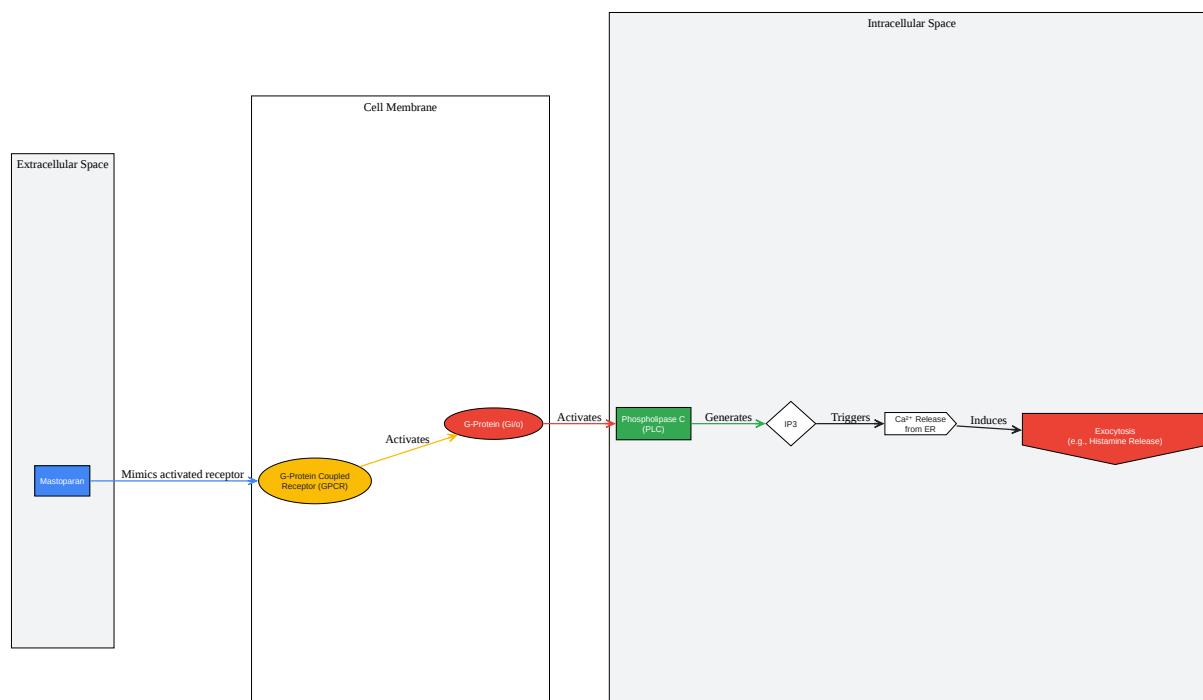 Intracellular Space
Cell Membrane
Extracellular Space
Mastoparan
Mimics activated receptor
G-Protein Coupled
Receptor (GPCR)
Activates
G-Protein (Gi/o)
Activates
Phospholipase C
(PLC)
Generates
IP3
Triggers
Ca²⁺ Release
from ER
Induces
Exocytosis
(e.g., Histamine Release)